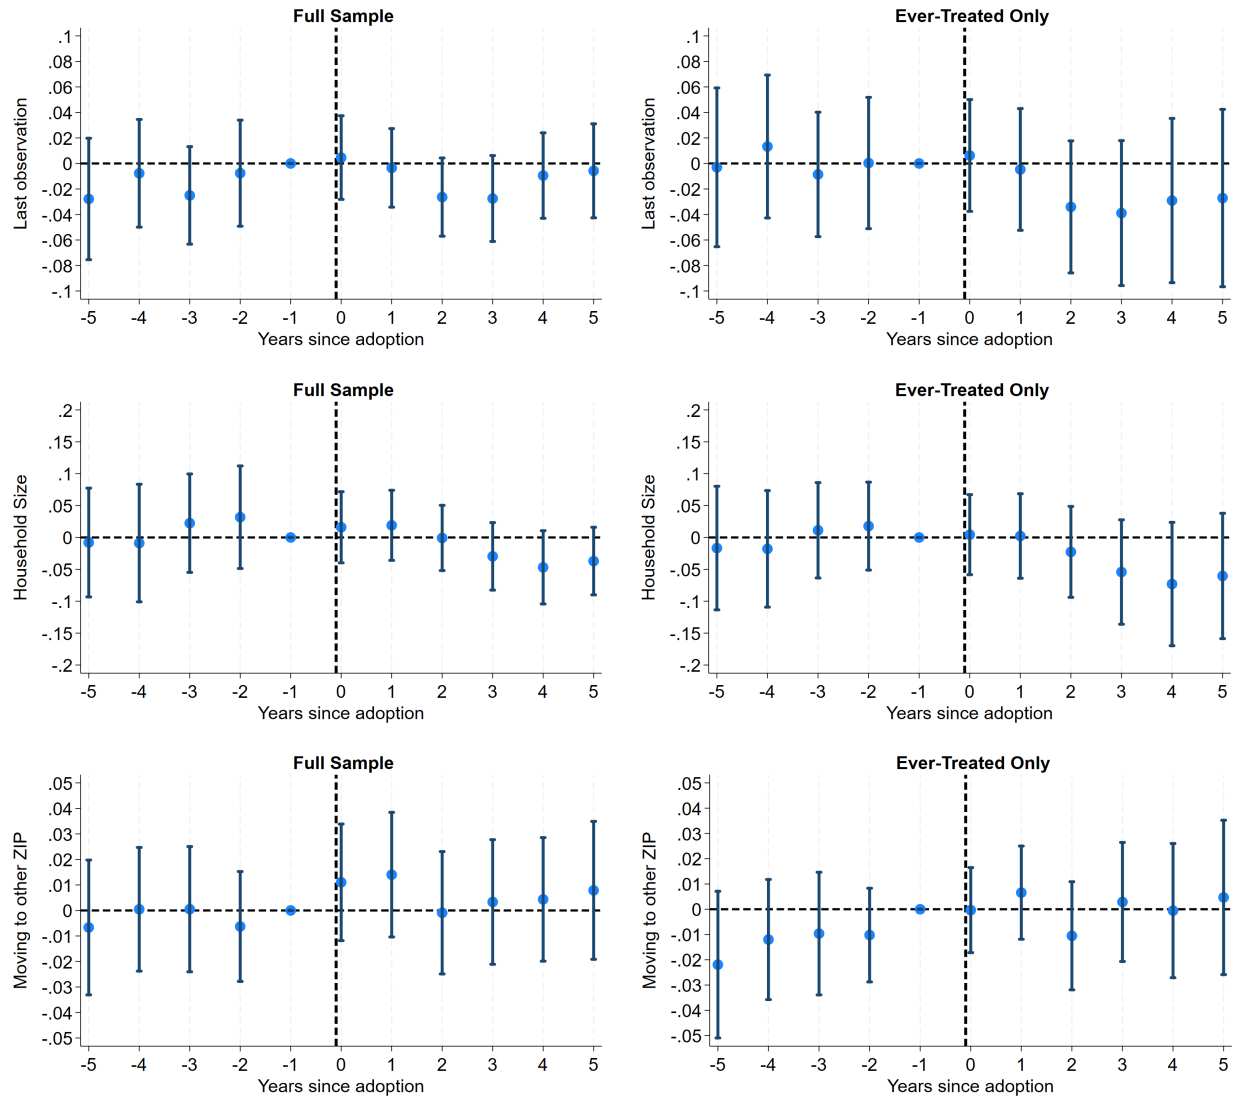 Full Sample
Last observation
.1
.08
.06
.04
.02
0
-.02
-.04
-.06
-.08
-.1
-5 -4 -3 -2 -1 0 1 2 3 4 5
Years since adoption
Ever-Treated Only
Last observation
.1
.08
.06
.04
.02
0
-.02
-.04
-.06
-.08
-.1
-5 -4 -3 -2 -1 0 1 2 3 4 5
Years since adoption
Full Sample
Household Size
.2
.15
.1
.05
0
-.05
-.1
-.15
-.2
-5 -4 -3 -2 -1 0 1 2 3 4 5
Years since adoption
Ever-Treated Only
Household Size
.2
.15
.1
.05
0
-.05
-.1
-.15
-.2
-5 -4 -3 -2 -1 0 1 2 3 4 5
Years since adoption
Full Sample
Moving to other ZIP
.05
.04
.03
.02
.01
0
-.01
-.02
-.03
-.04
-.05
-5 -4 -3 -2 -1 0 1 2 3 4 5
Years since adoption
Ever-Treated Only
Moving to other ZIP
.05
.04
.03
.02
.01
0
-.01
-.02
-.03
-.04
-.05
-5 -4 -3 -2 -1 0 1 2 3 4 5
Years since adoption